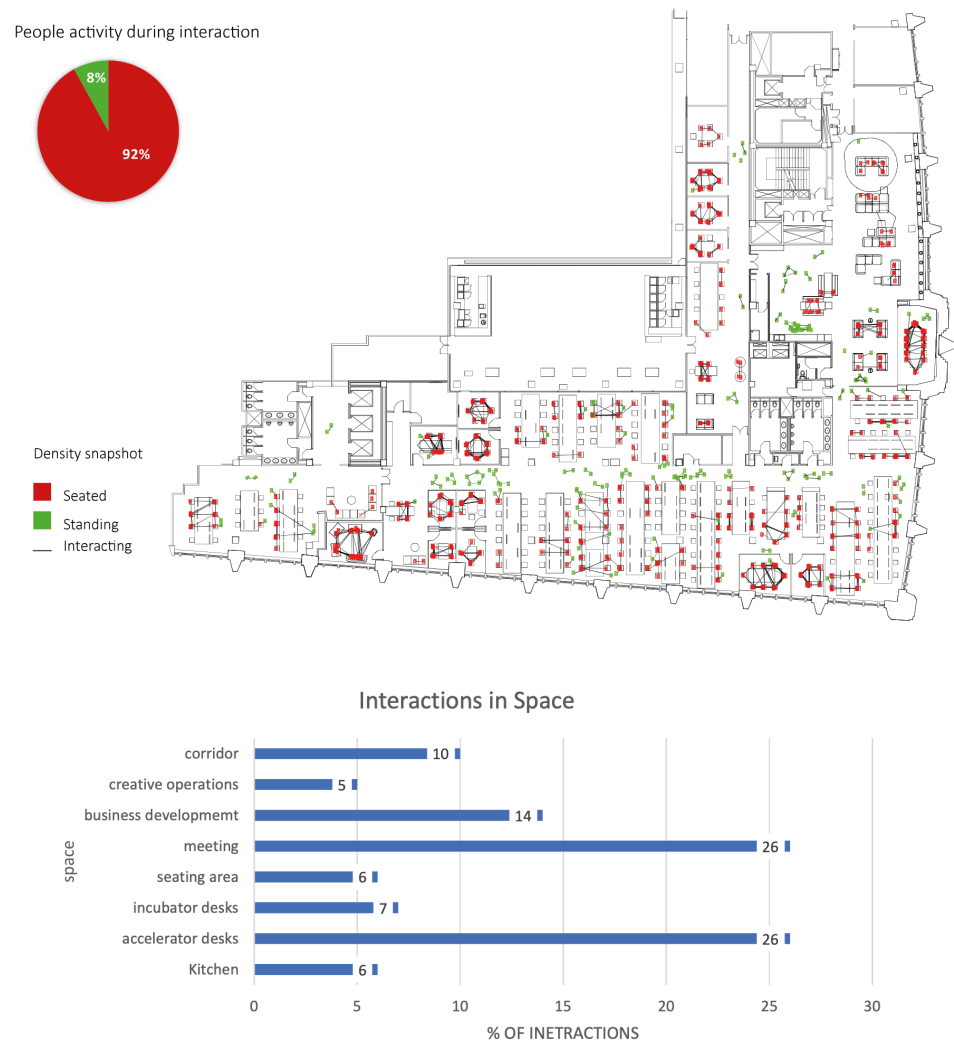 People activity during interaction
8%
92%
Density snapshot
Seated
Standing
Interacting
Interactions in Space
space
corridor
10
creative operations
5
business developmemt
14
meeting
26
seating area
6
incubator desks
7
accelerator desks
26
Kitchen
6
0 5 10 15 20 25 30
% OF INETRACTIONS